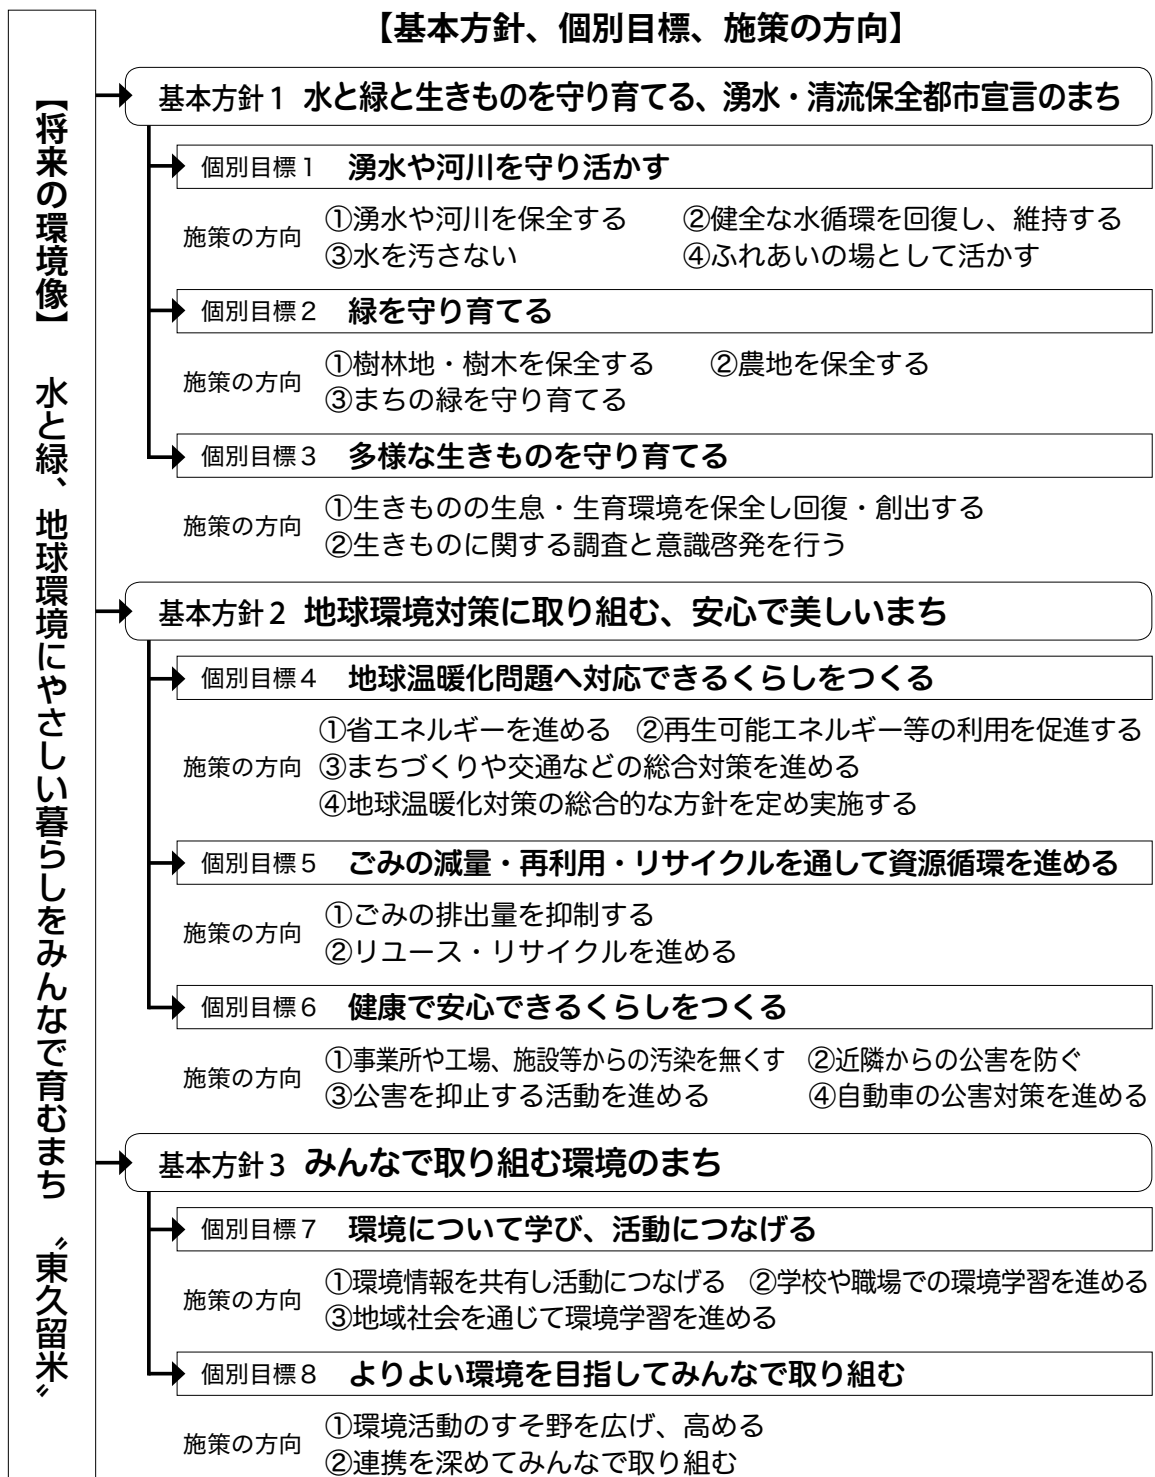 【基本方針、個別目標、施策の方向】
【将来の環境像】 水と緑、地球環境にやさしい暮らしをみんなで育むまち 〝東久留米〟
基本方針1 水と緑と生きものを守り育てる、湧水・清流保全都市宣言のまち
個別目標1 湧水や河川を守り活かす
施策の方向
①湧水や河川を保全する ②健全な水循環を回復し、維持する
③水を汚さない ④ふれあいの場として活かす
個別目標2 緑を守り育てる
施策の方向
①樹林地・樹木を保全する ②農地を保全する
③まちの緑を守り育てる
個別目標3 多様な生きものを守り育てる
施策の方向
①生きものの生息・生育環境を保全し回復・創出する
②生きものに関する調査と意識啓発を行う
基本方針2 地球環境対策に取り組む、安心で美しいまち
個別目標4 地球温暖化問題へ対応できるくらしをつくる
①省エネルギーを進める ②再生可能エネルギー等の利用を促進する
施策の方向 ③まちづくりや交通などの総合対策を進める
④地球温暖化対策の総合的な方針を定め実施する
個別目標5 ごみの減量・再利用・リサイクルを通して資源循環を進める
施策の方向
①ごみの排出量を抑制する
②リユース・リサイクルを進める
個別目標6 健康で安心できるくらしをつくる
施策の方向
①事業所や工場、施設等からの汚染を無くす ②近隣からの公害を防ぐ
③公害を抑止する活動を進める ④自動車の公害対策を進める
基本方針3 みんなで取り組む環境のまち
個別目標7 環境について学び、活動につなげる
施策の方向
①環境情報を共有し活動につなげる ②学校や職場での環境学習を進める
③地域社会を通じて環境学習を進める
個別目標8 よりよい環境を目指してみんなで取り組む
施策の方向
①環境活動のすそ野を広げ、高める
②連携を深めてみんなで取り組む